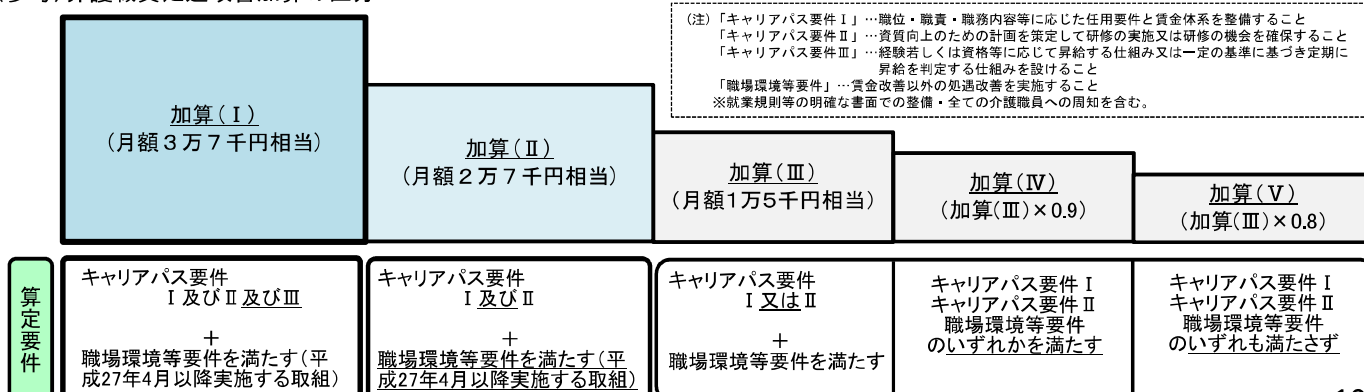 (注)「キャリアパス要件Ⅰ」…職位・職責・職務内容等に応じた任用要件と賃金体系を整備すること
「キャリアパス要件Ⅱ」…資質向上のための計画を策定して研修の実施又は研修の機会を確保すること
「キャリアパス要件Ⅲ」…経験若しくは資格等に応じて昇給する仕組み又は一定の基準に基づき定期に
昇給を判定する仕組みを設けること
「職場環境等要件」…賃金改善以外の処遇改善を実施すること
※就業規則等の明確な書面での整備・全ての介護職員への周知を含む。
加算(Ⅰ)
(月額3万7千円相当)
加算(Ⅱ)
(月額2万7千円相当)
加算(Ⅲ)
(月額1万5千円相当)
加算(Ⅳ)
(加算(Ⅲ)×0.9)
加算(Ⅴ)
(加算(Ⅲ)×0.8)
算定要件
キャリアパス要件
Ⅰ及びⅡ及びⅢ
+
職場環境等要件を満たす(平
成27年4月以降実施する取組)
キャリアパス要件
Ⅰ及びⅡ
+
職場環境等要件を満たす(平
成27年4月以降実施する取組)
キャリアパス要件
Ⅰ又はⅡ
+
職場環境等要件を満たす
キャリアパス要件Ⅰ
キャリアパス要件Ⅱ
職場環境等要件
のいずれかを満たす
キャリアパス要件Ⅰ
キャリアパス要件Ⅱ
職場環境等要件
のいずれも満たさず